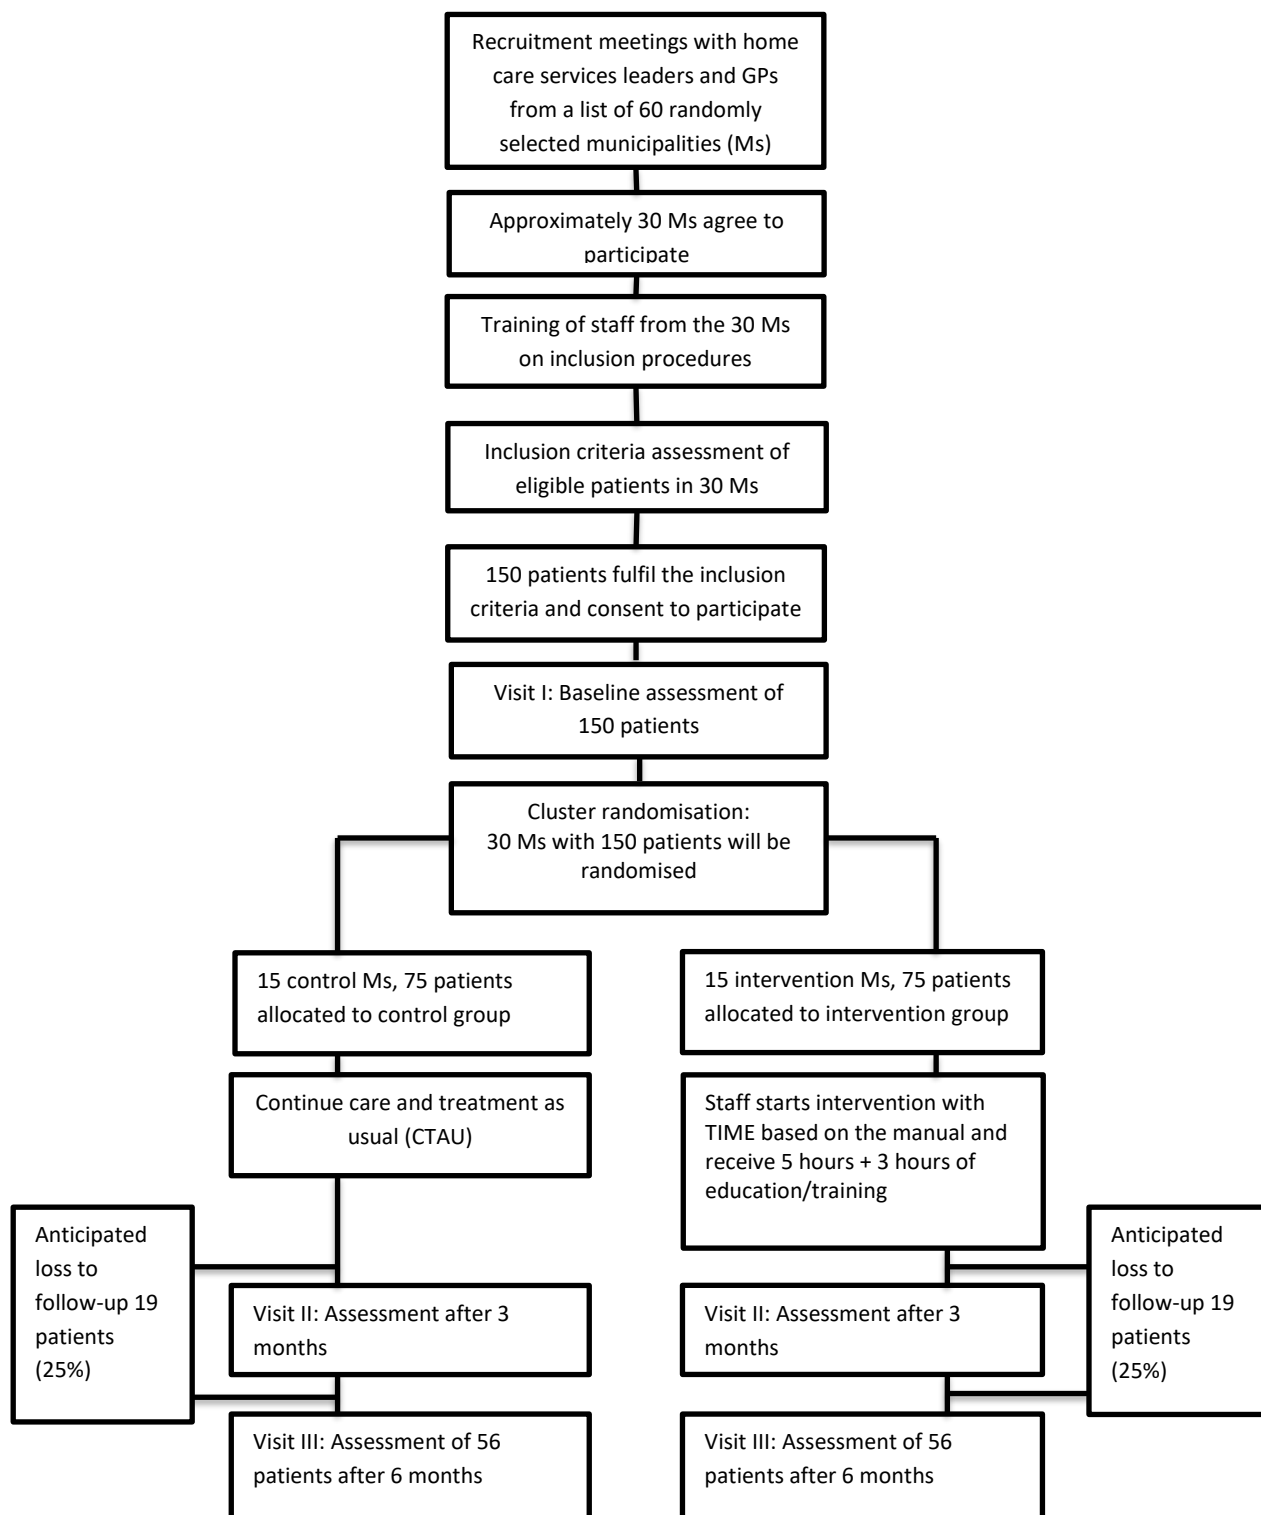 Recruitment meetings with home
care services leaders and GPs
from a list of 60 randomly
selected municipalities (Ms)
Approximately 30 Ms agree to
participate
Training of staff from the 30 Ms
on inclusion procedures
Inclusion criteria assessment of
eligible patients in 30 Ms
150 patients fulfil the inclusion
criteria and consent to participate
Visit I: Baseline assessment of
150 patients
Cluster randomisation:
30 Ms with 150 patients will be
randomised
15 control Ms, 75 patients
allocated to control group
15 intervention Ms, 75 patients
allocated to intervention group
Continue care and treatment as
usual (CTAU)
Staff starts intervention with
TIME based on the manual and
receive 5 hours + 3 hours of
education/training
Anticipated
loss to
follow-up 19
patients
(25%)
Anticipated
loss to
follow-up 19
patients
(25%)
Visit II: Assessment after 3
months
Visit II: Assessment after 3
months
Visit III: Assessment of 56
patients after 6 months
Visit III: Assessment of 56
patients after 6 months